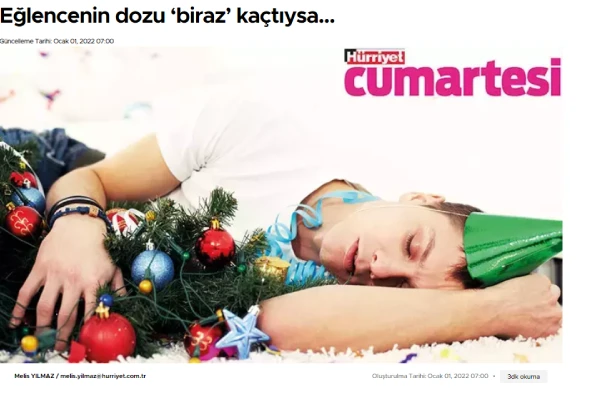 Eğlencenin dozu ‘biraz’ kaçtıysa...
Güncelleme Tarihi: Ocak 01, 2022 07:00
Hürriyet
cumartesi
Melis YILMAZ / melis.yilmaz@hurriyet.com.tr
Oluşturulma Tarihi: Ocak 01, 2022 07:00
3dk okuma